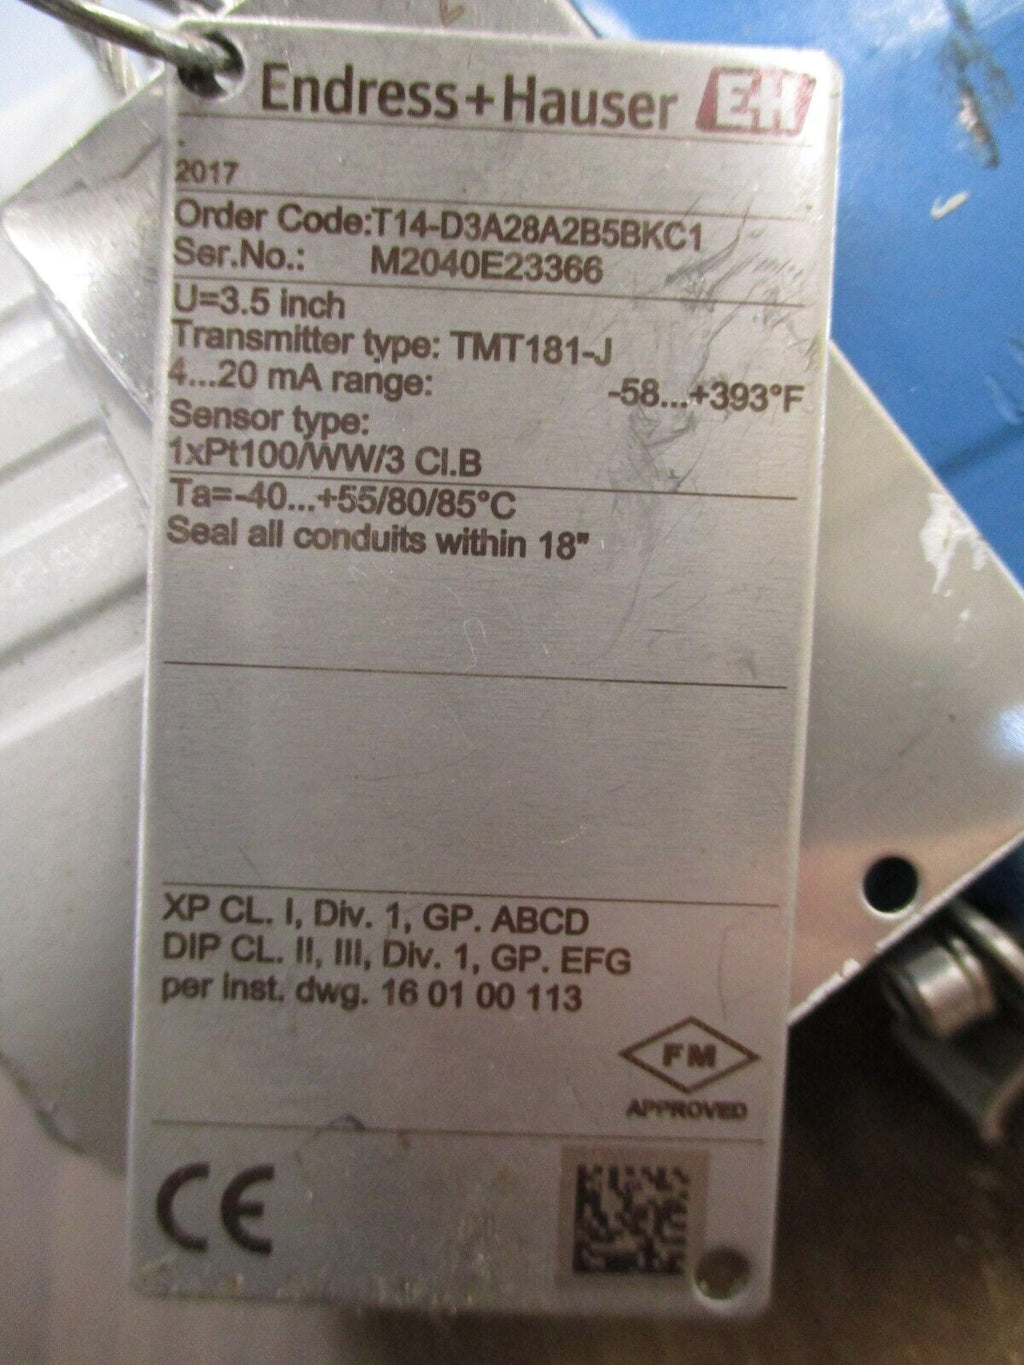 Endress+Hauser EH
2017
Order Code:T14-D3A28A2B5BKC1
Ser.No.: M2040E23366
U=3.5 inch
Transmitter type: TMT181-J
4...20 mA range: -58...+393°F
Sensor type:
1xPt100/WW/3 Cl.B
Ta=-40...+55/80/85°C
Seal all conduits within 18"
XP CL. I, Div. 1, GP. ABCD
DIP CL. II, III, Div. 1, GP. EFG
per inst. dwg. 16 01 00 113
FM
APPROVED
CE